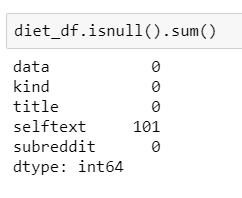 diet_df.isnull().sum()
data 0
kind 0
title 0
selftext 101
subreddit 0
dtype: int64